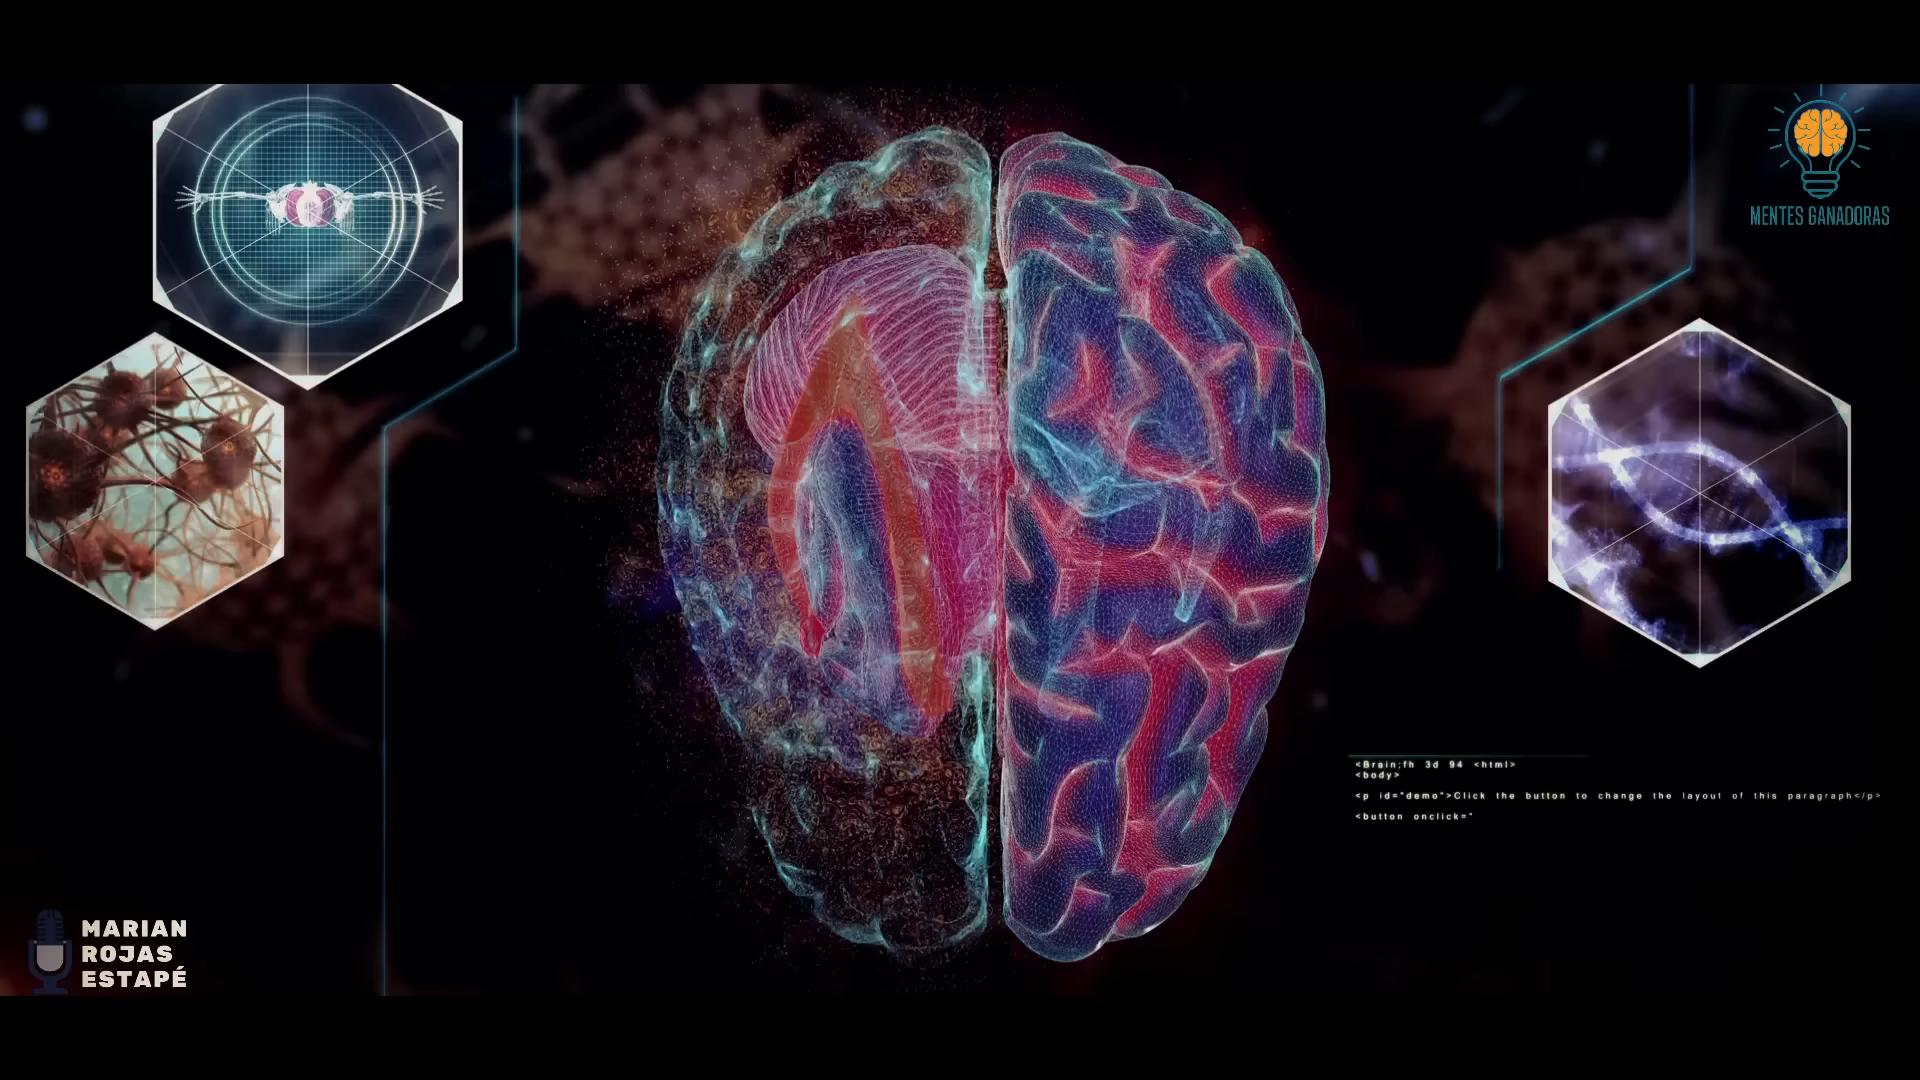 MENTES GANADORAS
<Brain;fh 3d 94 <html>
<body>
<p id="demo">Click the button to change the layout of this paragraph</p>
<button onclick="
MARIAN
ROJAS
ESTAPÉ